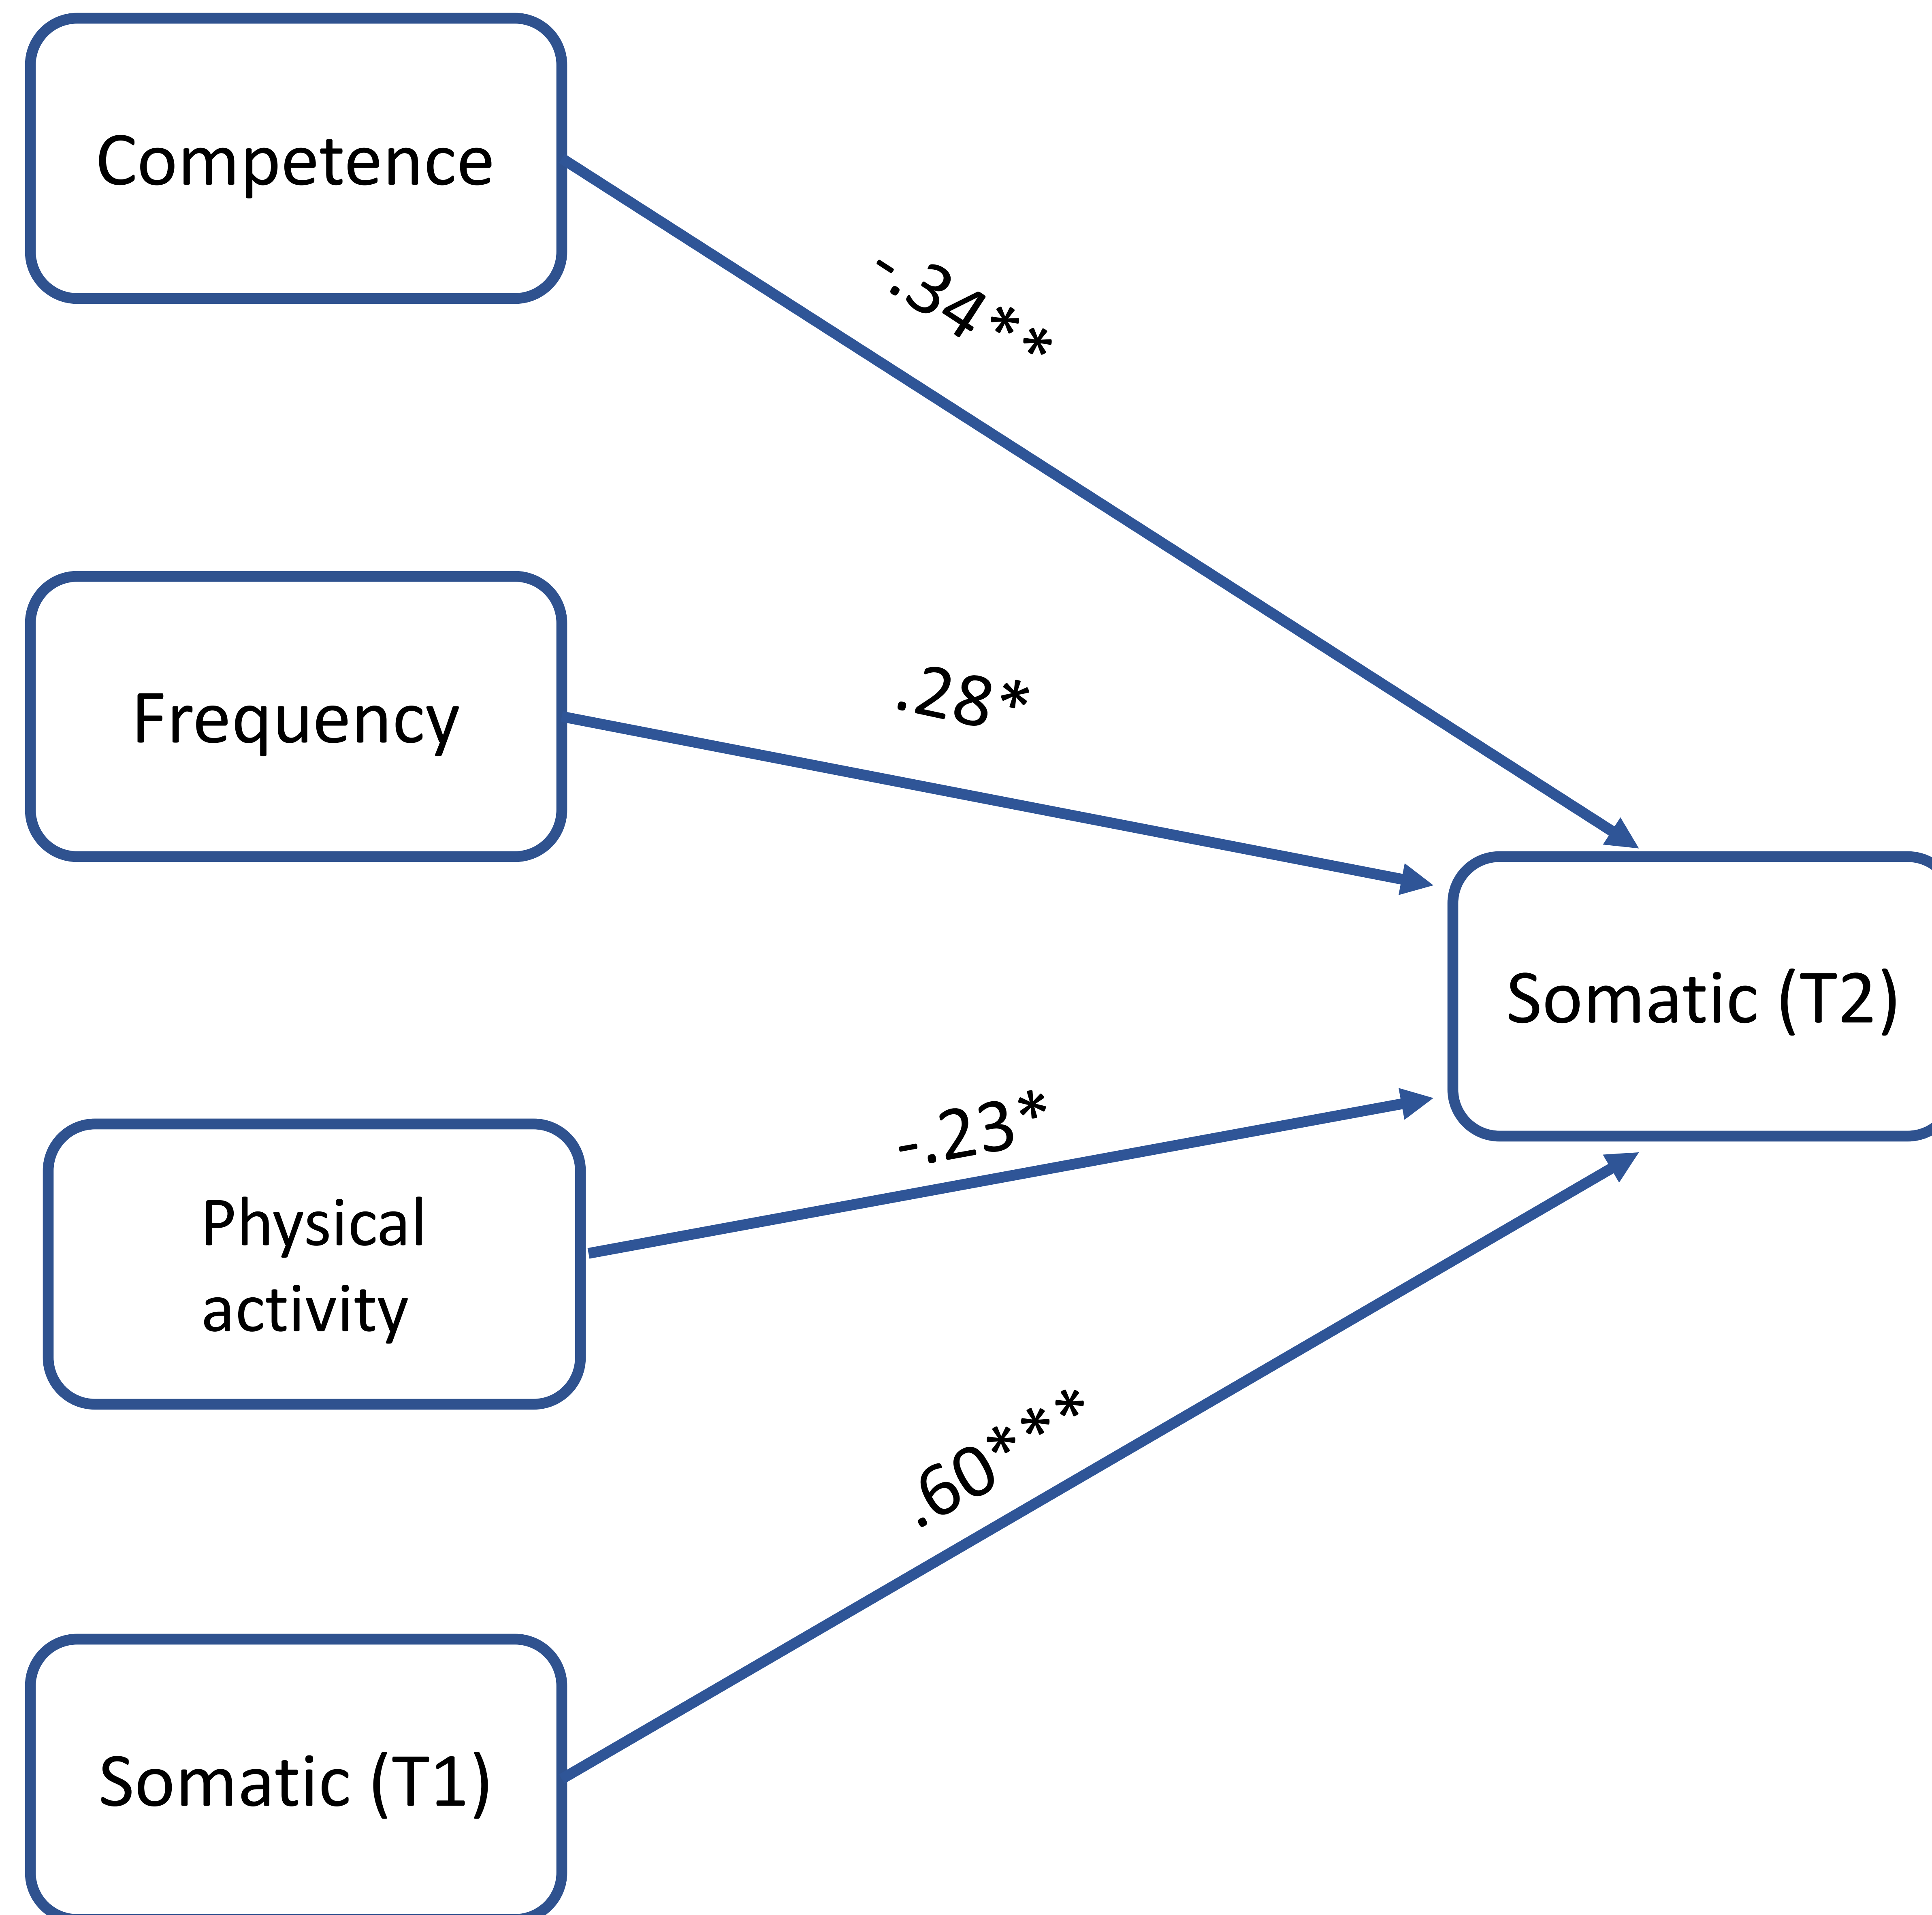 Competence
-.34**
Frequency
.28*
Somatic (T2)
-.23*
Physical
activity
.60***
Somatic (T1)